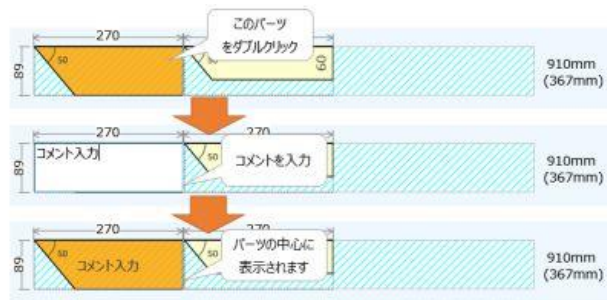 270
このパーツ
をダブルクリック
89
50
60
910mm
(367mm)
270
270
89
コメント入力
50
コメントを入力
910mm
(367mm)
270
270
89
50
コメント入力
50
パーツの中心に
表示されます
910mm
(367mm)